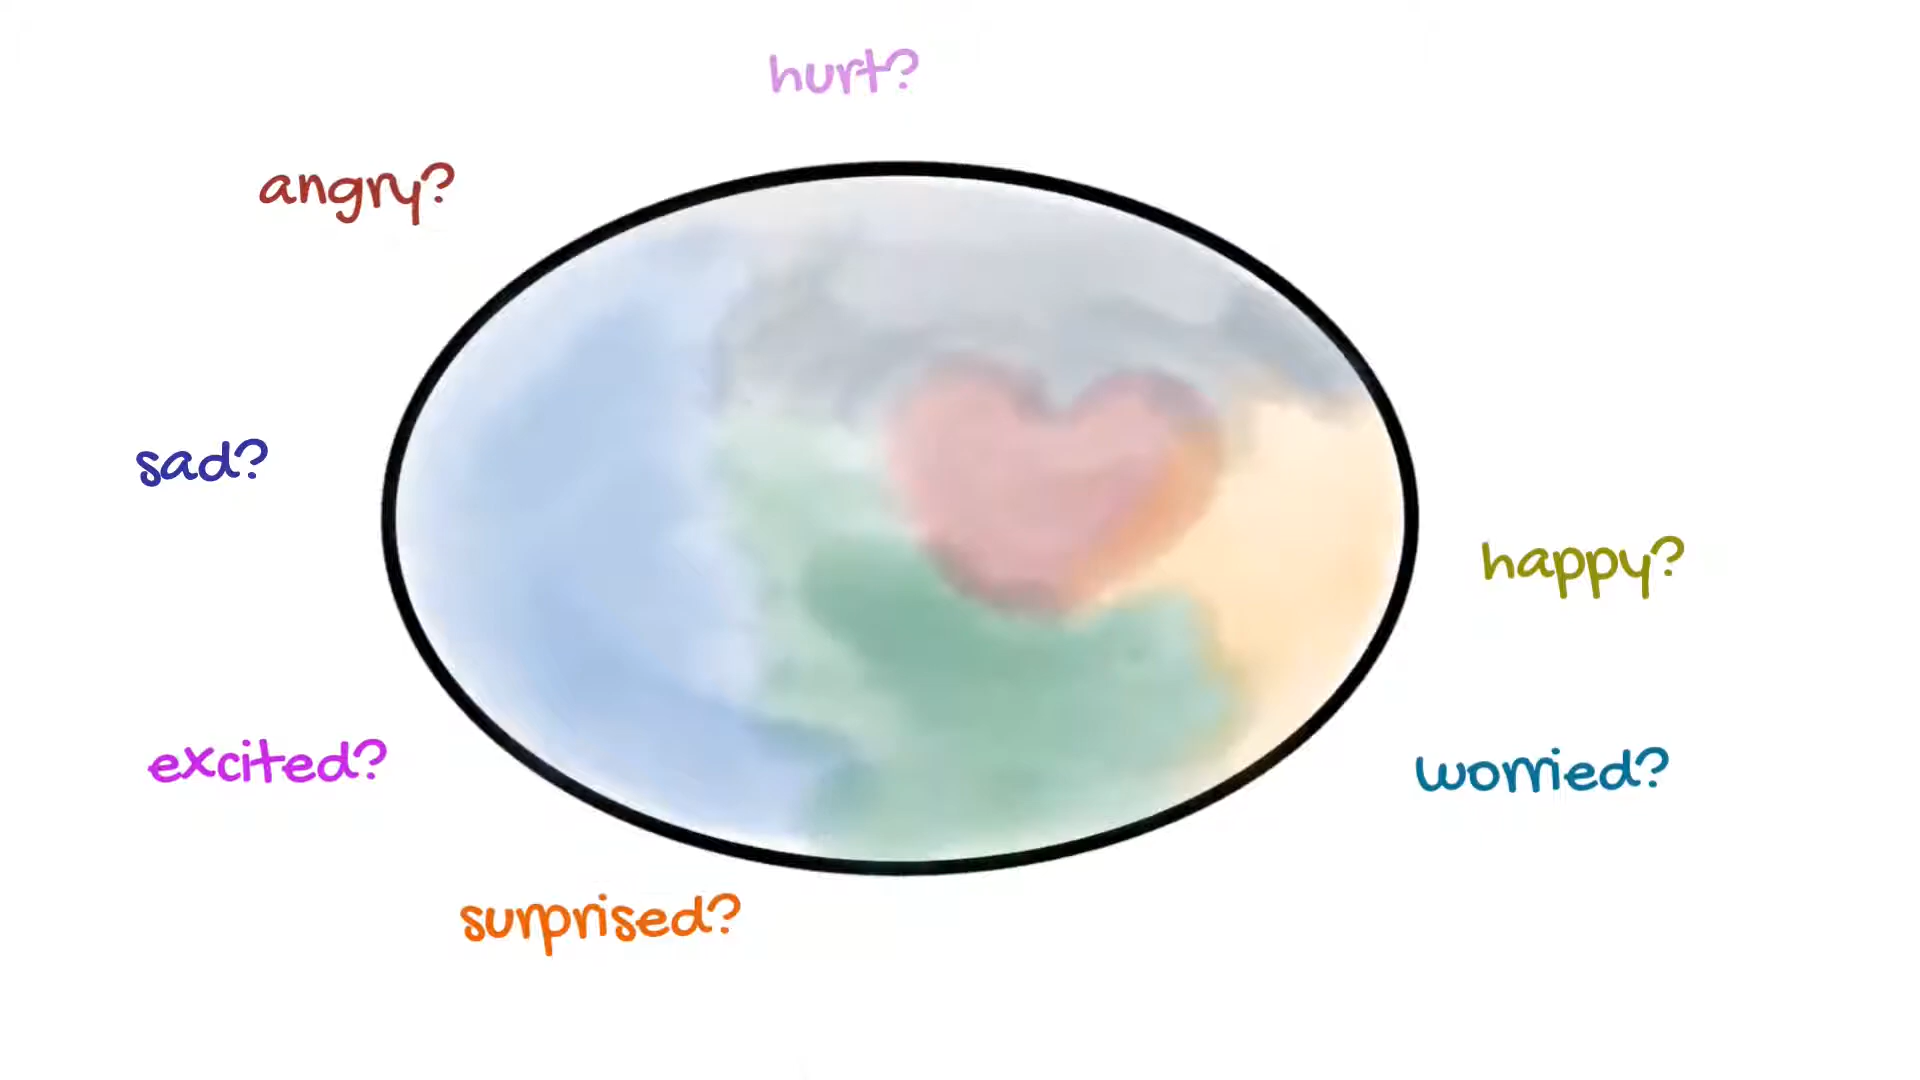 hurt?
angry?
sad?
happy?
excited?
worried?
surprised?